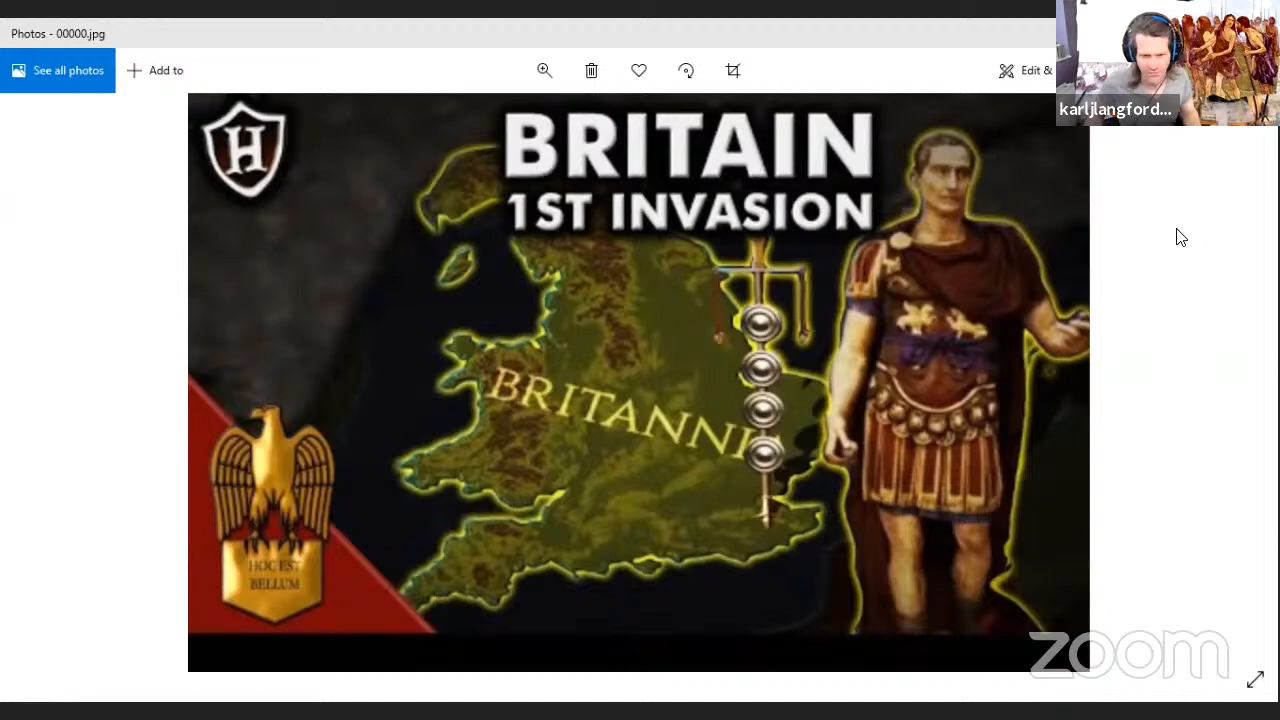 Photos - 00000.jpg
See all photos
Add to
Edit &
karljlangford...
H
BRITAIN
1ST INVASION
BRITANNI
HOC EST
BELLUM
zoom